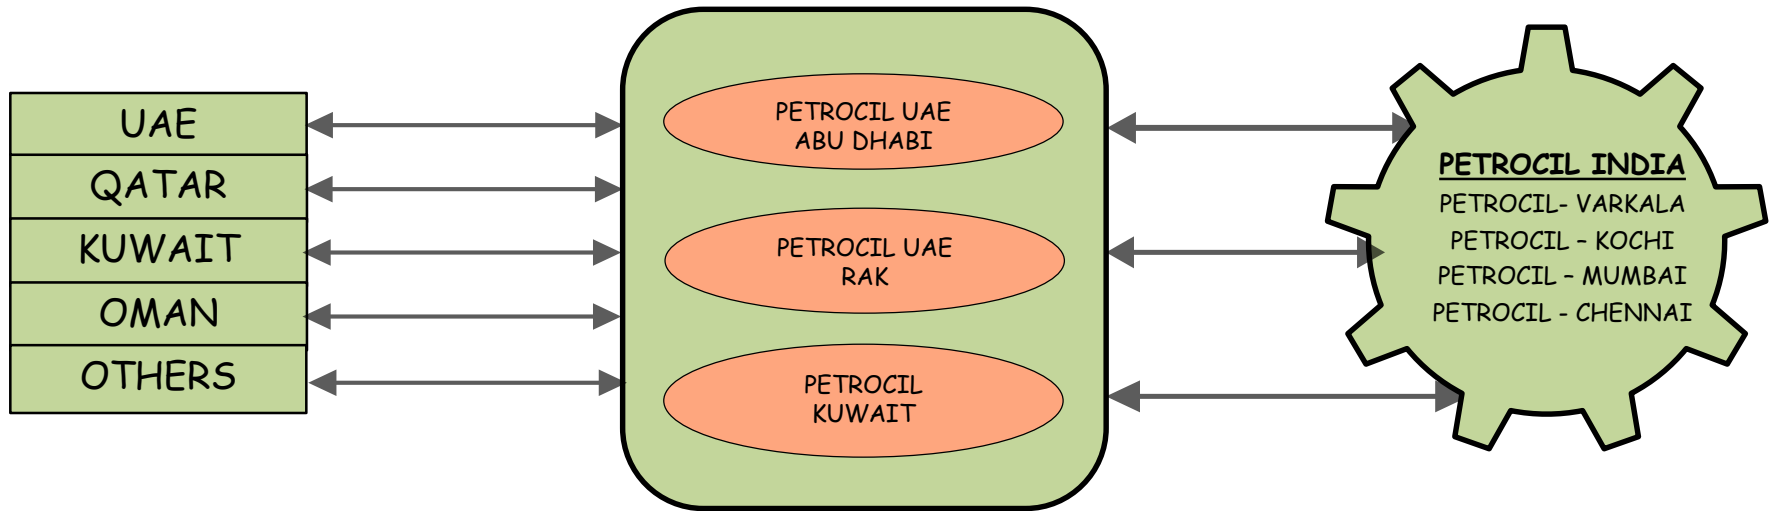 UAE
QATAR
KUWAIT
OMAN
OTHERS
PETROCIL UAE
ABU DHABI
PETROCIL UAE
RAK
PETROCIL
KUWAIT
PETROCIL INDIA
PETROCIL- VARKALA
PETROCIL – KOCHI
PETROCIL – MUMBAI
PETROCIL - CHENNAI